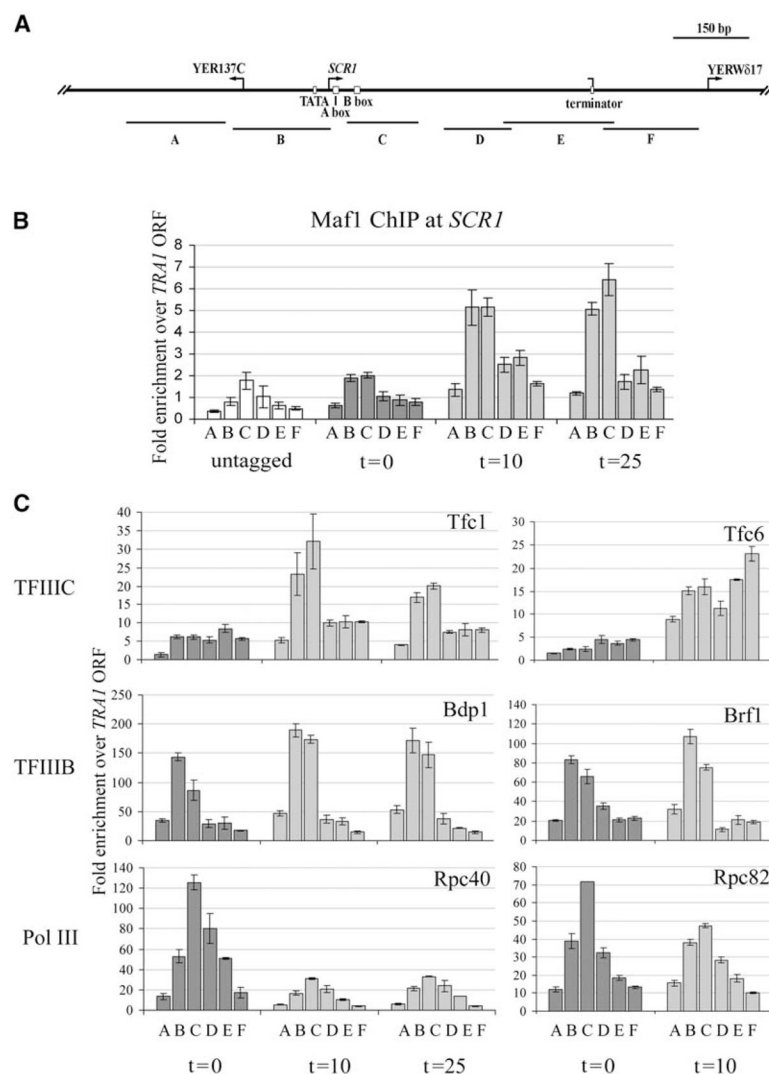 A
150 bp
YER137C SCR1 YERWδ17
TATA B box terminator
A box
A B C D E F
B
Maf1 ChIP at SCR1
Fold enrichment over TRA1 ORF
8
7
6
5
4
3
2
1
0
A B C D E F A B C D E F A B C D E F A B C D E F
untagged t=0 t=10 t=25
C
Fold enrichment over TRA1 ORF
TFIIIC
Tfc1
40
35
30
25
20
15
10
5
0
Tfc6
30
25
20
15
10
5
0
TFIIIB
Bdp1
250
200
150
100
50
0
Brf1
140
120
100
80
60
40
20
0
Pol III
Rpc40
140
120
100
80
60
40
20
0
Rpc82
80
70
60
50
40
30
20
10
0
A B C D E F A B C D E F A B C D E F A B C D E F A B C D E F
t=0 t=10 t=25 t=0 t=10